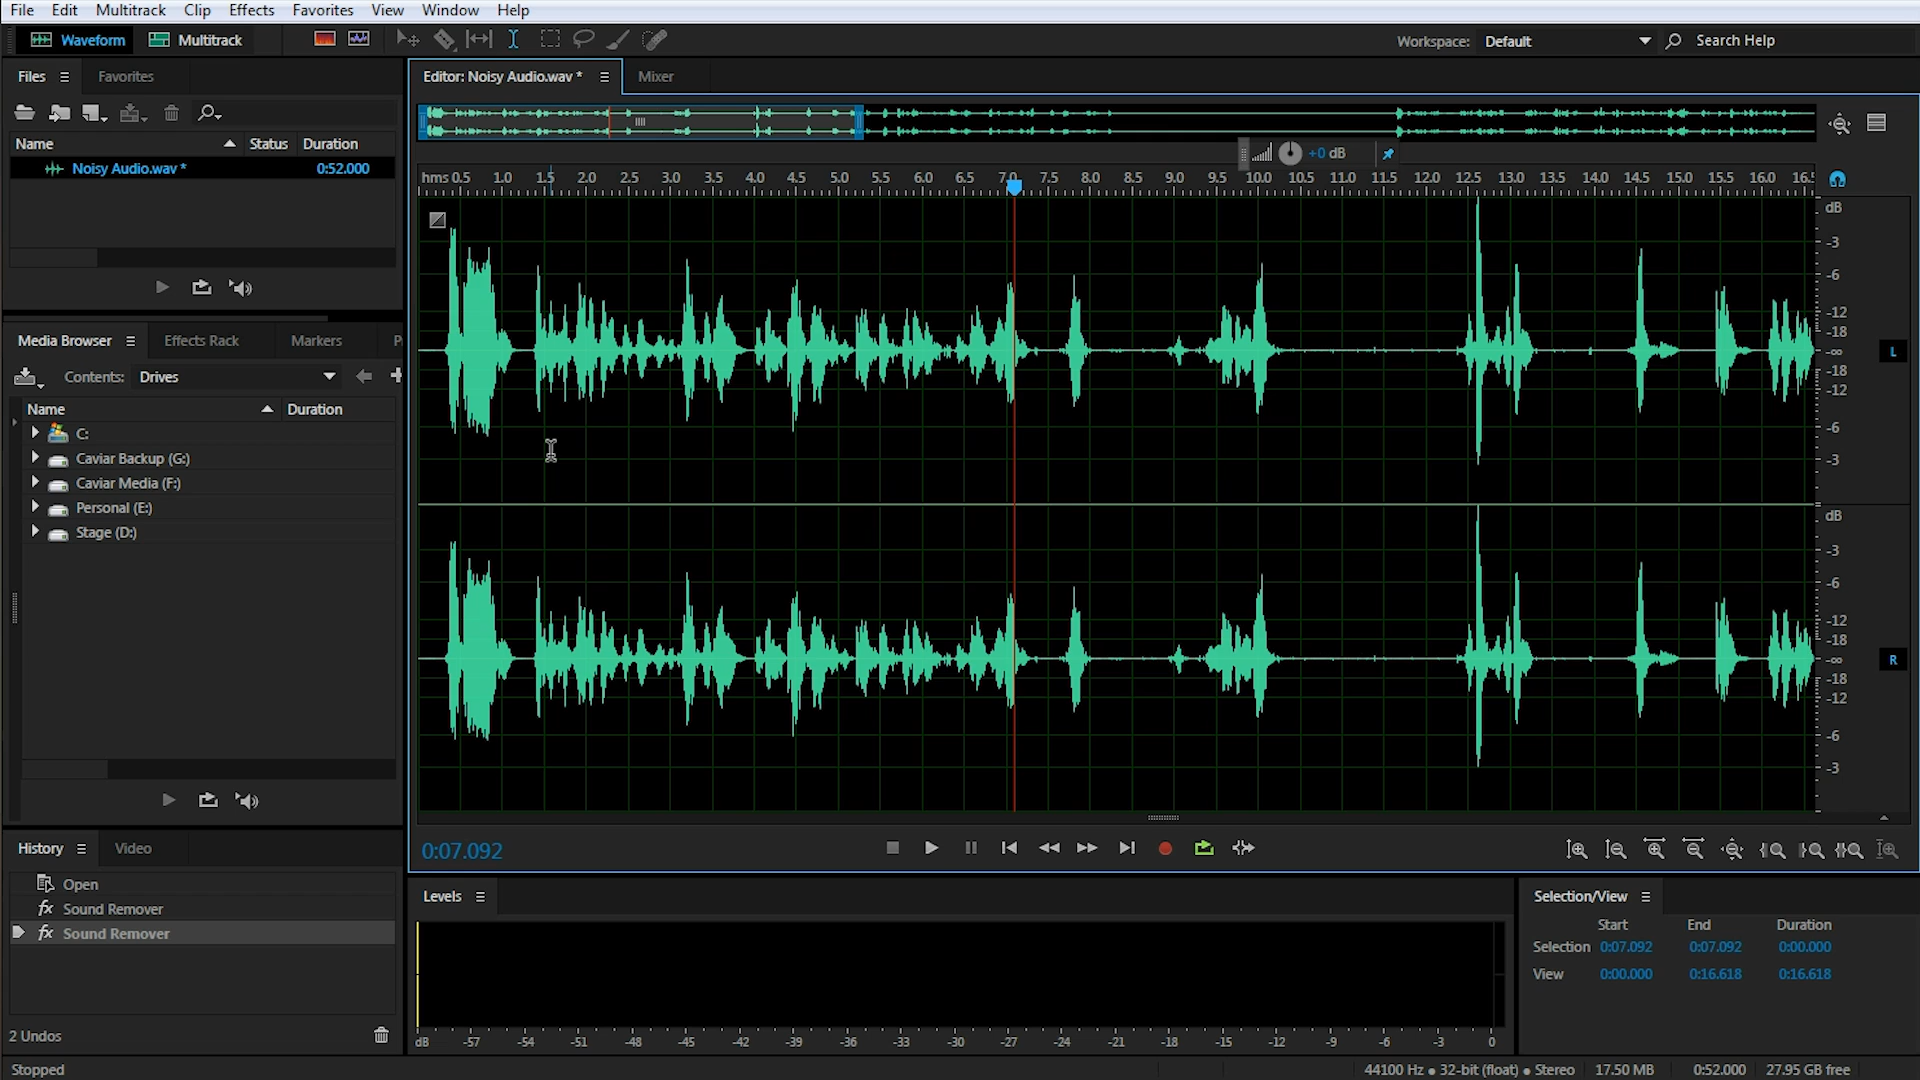 File Edit Multitrack Clip Effects Favorites View Window Help
Waveform Multitrack Workspace: Default Search Help
Files Favorites
Name Status Duration
Noisy Audio.wav * 0:52.000
Media Browser Effects Rack Markers P
Contents: Drives
Name Duration
C:
Caviar Backup (G:)
Caviar Media (F:)
Personal (E:)
Stage (D:)
History Video
Open
fx Sound Remover
fx Sound Remover
2 Undos
Stopped
Editor: Noisy Audio.wav * Mixer
+0 dB
hms 0.5 1.0 1.5 2.0 2.5 3.0 3.5 4.0 4.5 5.0 5.5 6.0 6.5 7.0 7.5 8.0 8.5 9.0 9.5 10.0 10.5 11.0 11.5 12.0 12.5 13.0 13.5 14.0 14.5 15.0 15.5 16.0 16.5
dB
-3
-6
-12
-18
-∞ L
-18
-12
-6
-3
dB
-3
-6
-12
-18
-∞ R
-18
-12
-6
-3
0:07.092
Levels
dB -57 -54 -51 -48 -45 -42 -39 -36 -33 -30 -27 -24 -21 -18 -15 -12 -9 -6 -3 0
Selection/View
Start End Duration
Selection 0:07.092 0:07.092 0:00.000
View 0:00.000 0:16.618 0:16.618
44100 Hz ● 32-bit (float) ● Stereo 17.50 MB 0:52.000 27.95 GB free